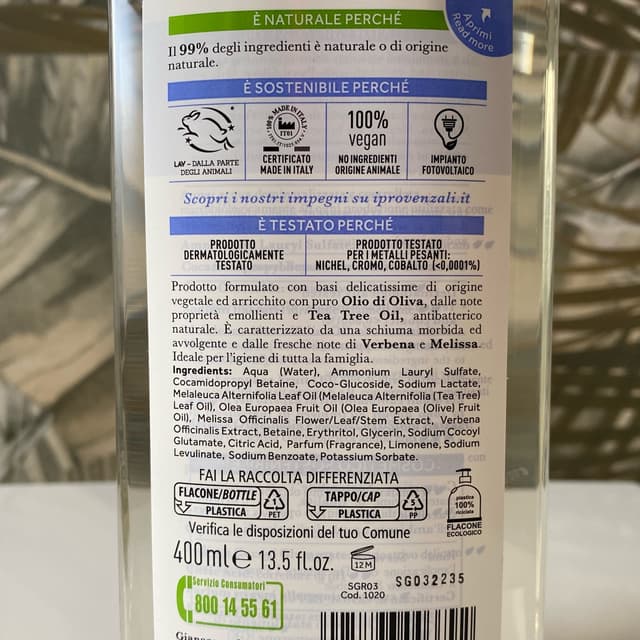 È NATURALE PERCHÉ
Aprimi
Read more
Il 99% degli ingredienti è naturale o di origine
naturale.
È SOSTENIBILE PERCHÉ
LAV – DALLA PARTE
DEGLI ANIMALI
100% MADE IN ITALY
IT01
CERTIFICATO
MADE IN ITALY
100%
vegan
NO INGREDIENTI
ORIGINE ANIMALE
IMPIANTO
FOTOVOLTAICO
Scopri i nostri impegni su iprovenzali.it
È TESTATO PERCHÉ
PRODOTTO
DERMATOLOGICAMENTE
TESTATO
PRODOTTO TESTATO
PER I METALLI PESANTI:
NICHEL, CROMO, COBALTO (<0,0001%)
Prodotto formulato con basi delicatissime di origine
vegetale ed arricchito con puro Olio di Oliva, dalle note
proprietà emollienti e Tea Tree Oil, antibatterico
naturale. È caratterizzato da una schiuma morbida ed
avvolgente e dalle fresche note di Verbena e Melissa.
Ideale per l'igiene di tutta la famiglia.
Ingredients: Aqua (Water), Ammonium Lauryl Sulfate,
Cocamidopropyl Betaine, Coco-Glucoside, Sodium Lactate,
Melaleuca Alternifolia Leaf Oil (Melaleuca Alternifolia (Tea Tree)
Leaf Oil), Olea Europaea Fruit Oil (Olea Europaea (Olive) Fruit
Oil), Melissa Officinalis Flower/Leaf/Stem Extract, Verbena
Officinalis Extract, Betaine, Erythritol, Glycerin, Sodium Cocoyl
Glutamate, Citric Acid, Parfum (Fragrance), Limonene, Sodium
Levulinate, Sodium Benzoate, Potassium Sorbate.
FAI LA RACCOLTA DIFFERENZIATA
FLACONE/BOTTLE
PLASTICA
1
PET
TAPPO/CAP
PLASTICA
5
PP
plastica
100%
riciclata
FLACONE
ECOLOGICO
Verifica le disposizioni del tuo Comune
400 ml e 13.5 fl.oz.
12M
SGR03
Cod. 1020
SG032235
Servizio Consumatori
800 14 55 61